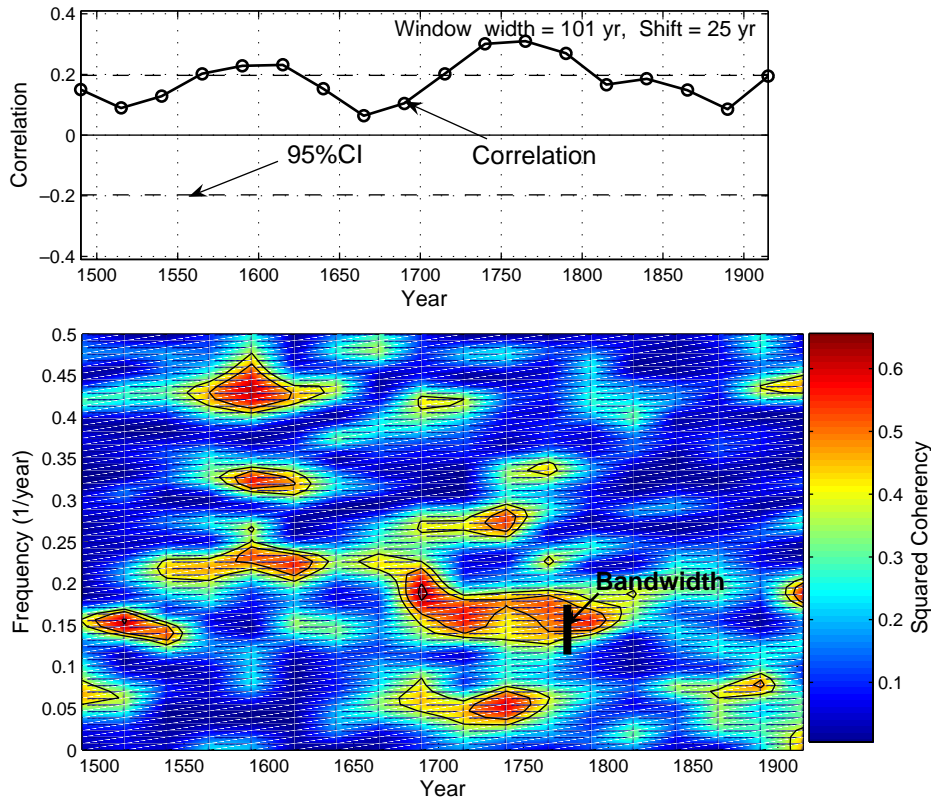 Window width = 101 yr, Shift = 25 yr
0.4
0.2
0
−0.2
−0.4
Correlation
95%CI
Correlation
1500 1550 1600 1650 1700 1750 1800 1850 1900
Year
0.5
0.45
0.4
0.35
0.3
0.25
0.2
0.15
0.1
0.05
0
Frequency (1/year)
Bandwidth
1500 1550 1600 1650 1700 1750 1800 1850 1900
Year
0.6
0.5
0.4
0.3
0.2
0.1
Squared Coherency